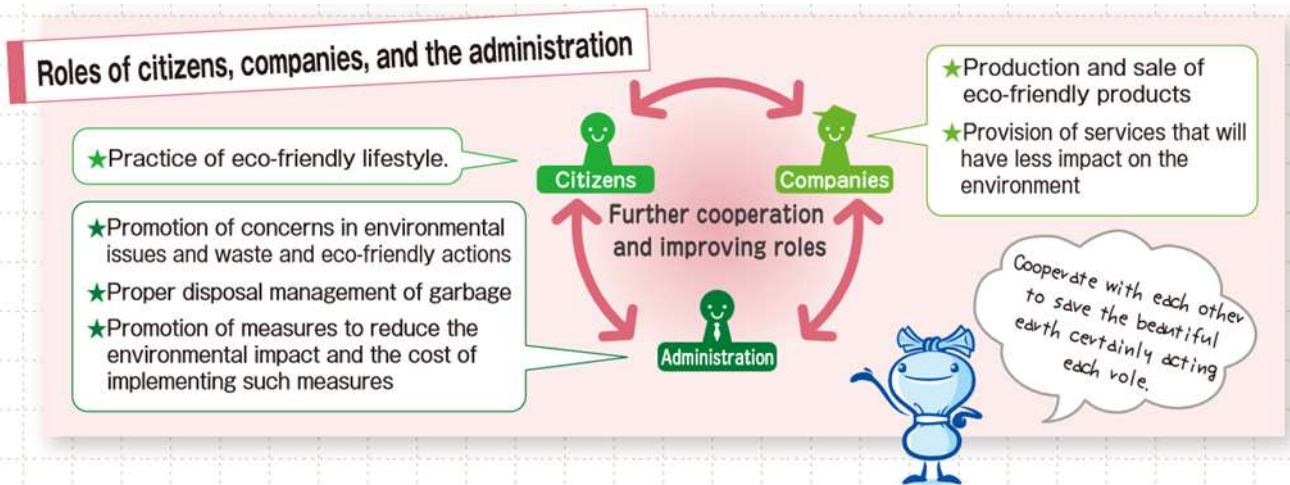 Roles of citizens, companies, and the administration
★Practice of eco-friendly lifestyle.
Citizens
Companies
★Production and sale of
eco-friendly products
★Provision of services that will
have less impact on the
environment
Further cooperation
and improving roles
★Promotion of concerns in environmental
issues and waste and eco-friendly actions
★Proper disposal management of garbage
★Promotion of measures to reduce the
environmental impact and the cost of
implementing such measures
Administration
Cooperate with each other
to save the beautiful
earth certainly acting
each role.